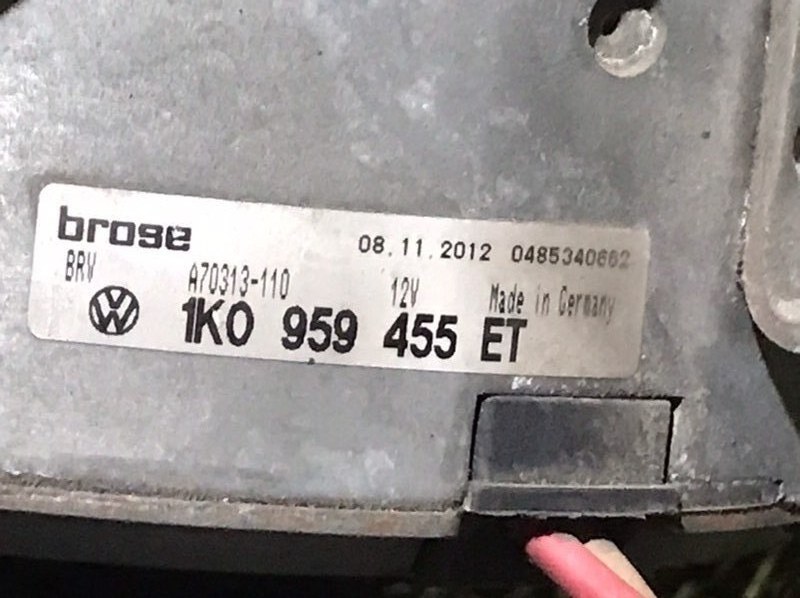 brose
08.11.2012 0485340662
BRV A70313-110 12V Made in Germany
1K0 959 455 ET